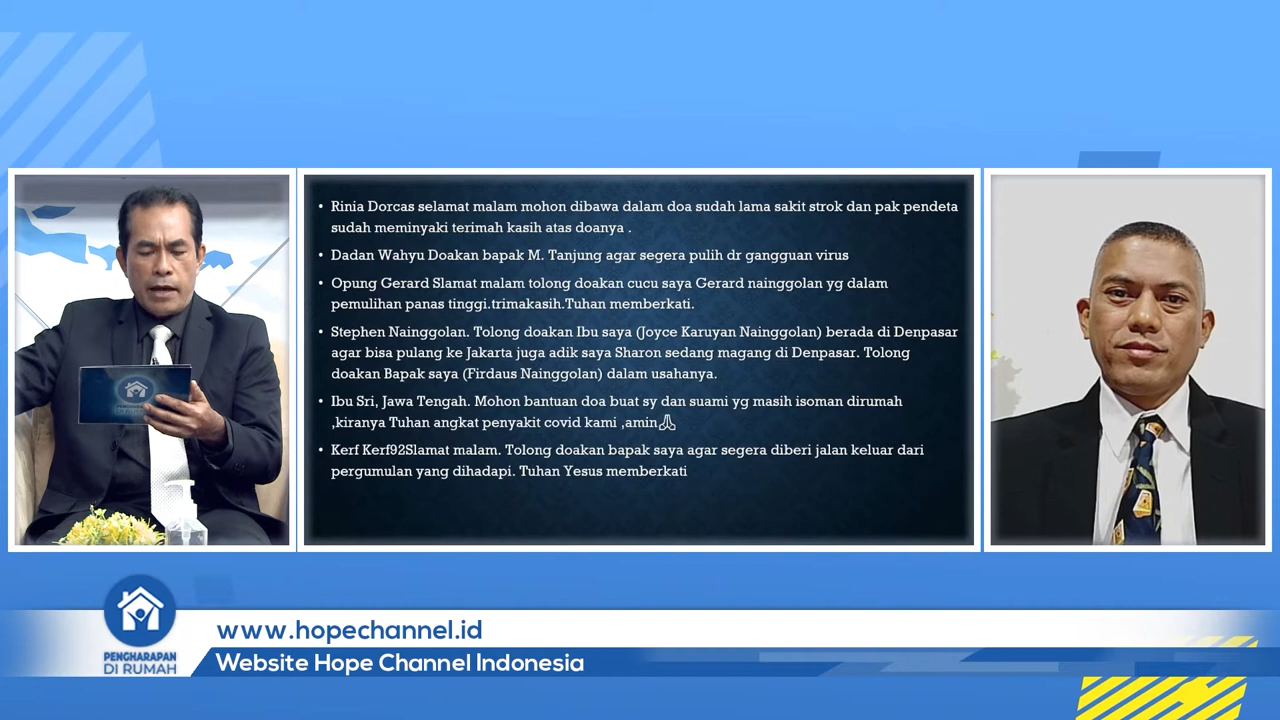 • Rinia Dorcas selamat malam mohon dibawa dalam doa sudah lama sakit strok dan pak pendeta
sudah meminyaki terimah kasih atas doanya .
• Dadan Wahyu Doakan bapak M. Tanjung agar segera pulih dr gangguan virus
• Opung Gerard Slamat malam tolong doakan cucu saya Gerard nainggolan yg dalam
pemulihan panas tinggi.trimakasih.Tuhan memberkati.
• Stephen Nainggolan. Tolong doakan Ibu saya (Joyce Karuyan Nainggolan) berada di Denpasar
agar bisa pulang ke Jakarta juga adik saya Sharon sedang magang di Denpasar. Tolong
doakan Bapak saya (Firdaus Nainggolan) dalam usahanya.
• Ibu Sri, Jawa Tengah. Mohon bantuan doa buat sy dan suami yg masih isoman dirumah
,kiranya Tuhan angkat penyakit covid kami ,amin🙏
• Kerf Kerf92Slamat malam. Tolong doakan bapak saya agar segera diberi jalan keluar dari
pergumulan yang dihadapi. Tuhan Yesus memberkati
PENGHARAPAN
DI RUMAH
www.hopechannel.id
Website Hope Channel Indonesia